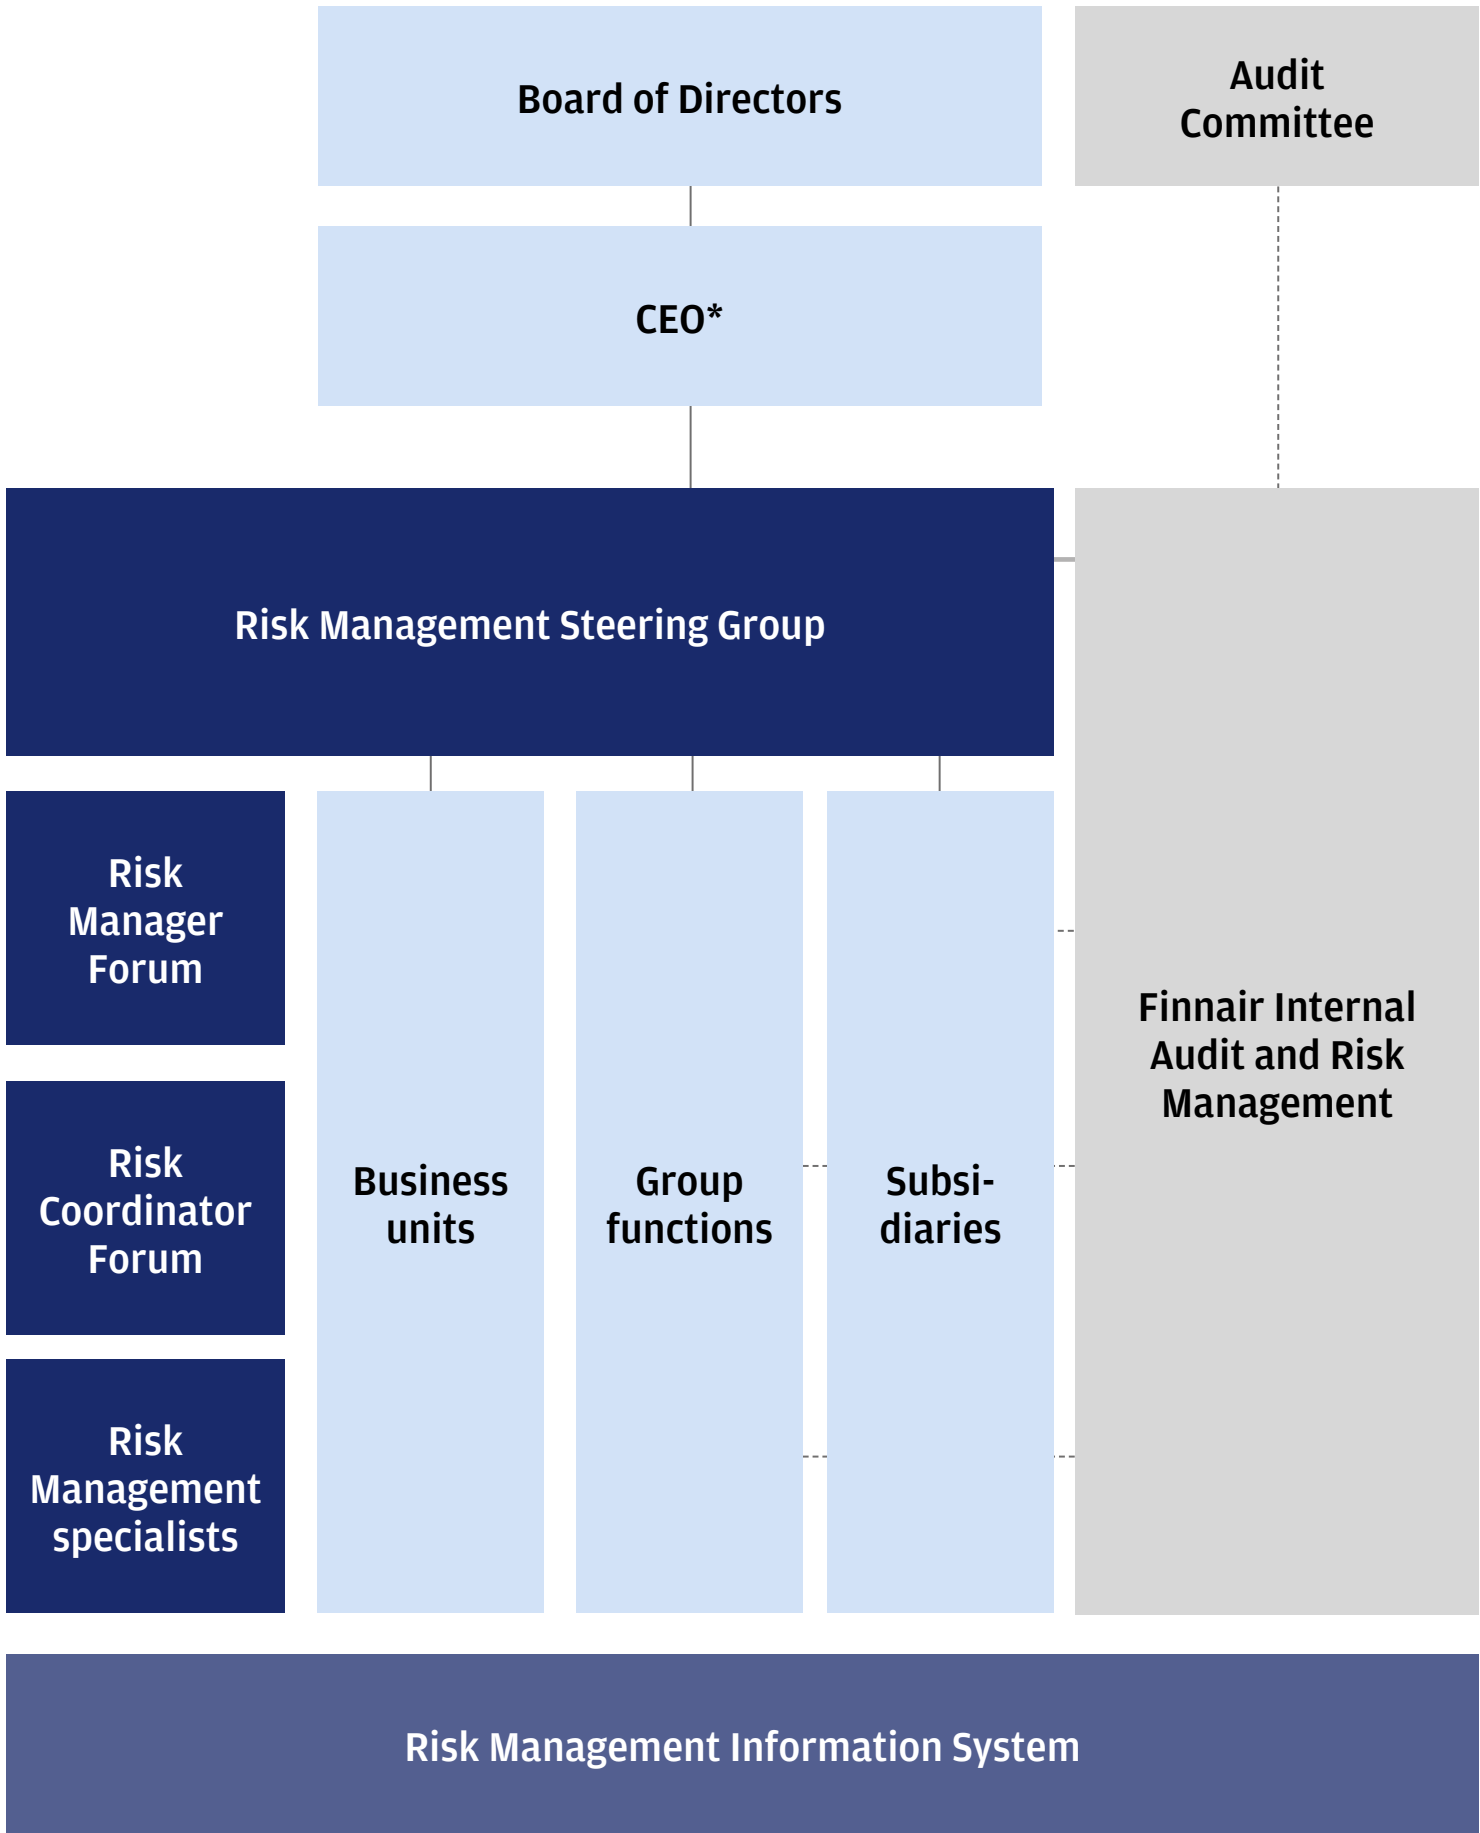 Board of Directors
Audit
Committee
CEO*
Risk Management Steering Group
Risk
Manager
Forum
Risk
Coordinator
Forum
Risk
Management
specialists
Business
units
Group
functions
Subsi-
diaries
Finnair Internal
Audit and Risk
Management
Risk Management Information System